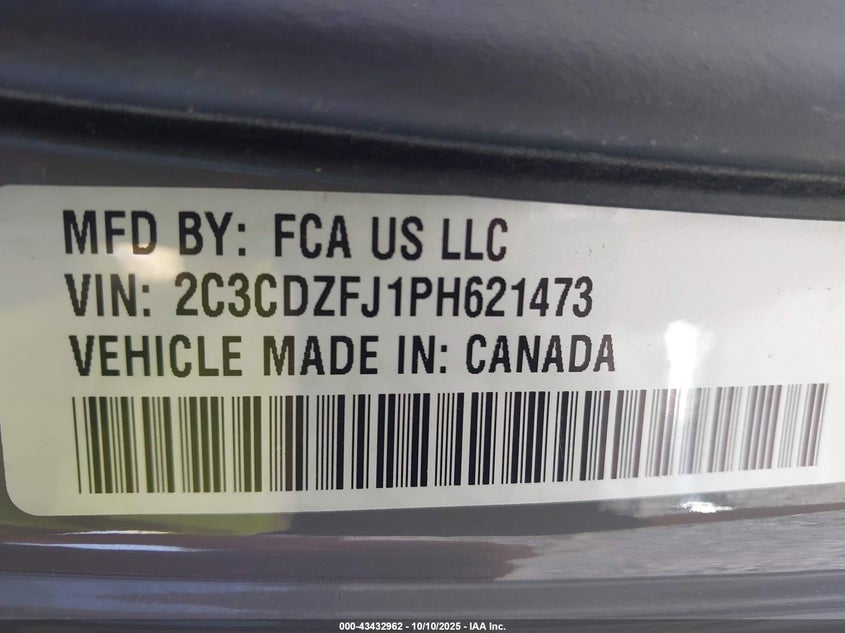 MFD BY: FCA US LLC
VIN: 2C3CDZFJ1PH621473
VEHICLE MADE IN: CANADA
000-43432962 - 10/10/2025 - IAA Inc.